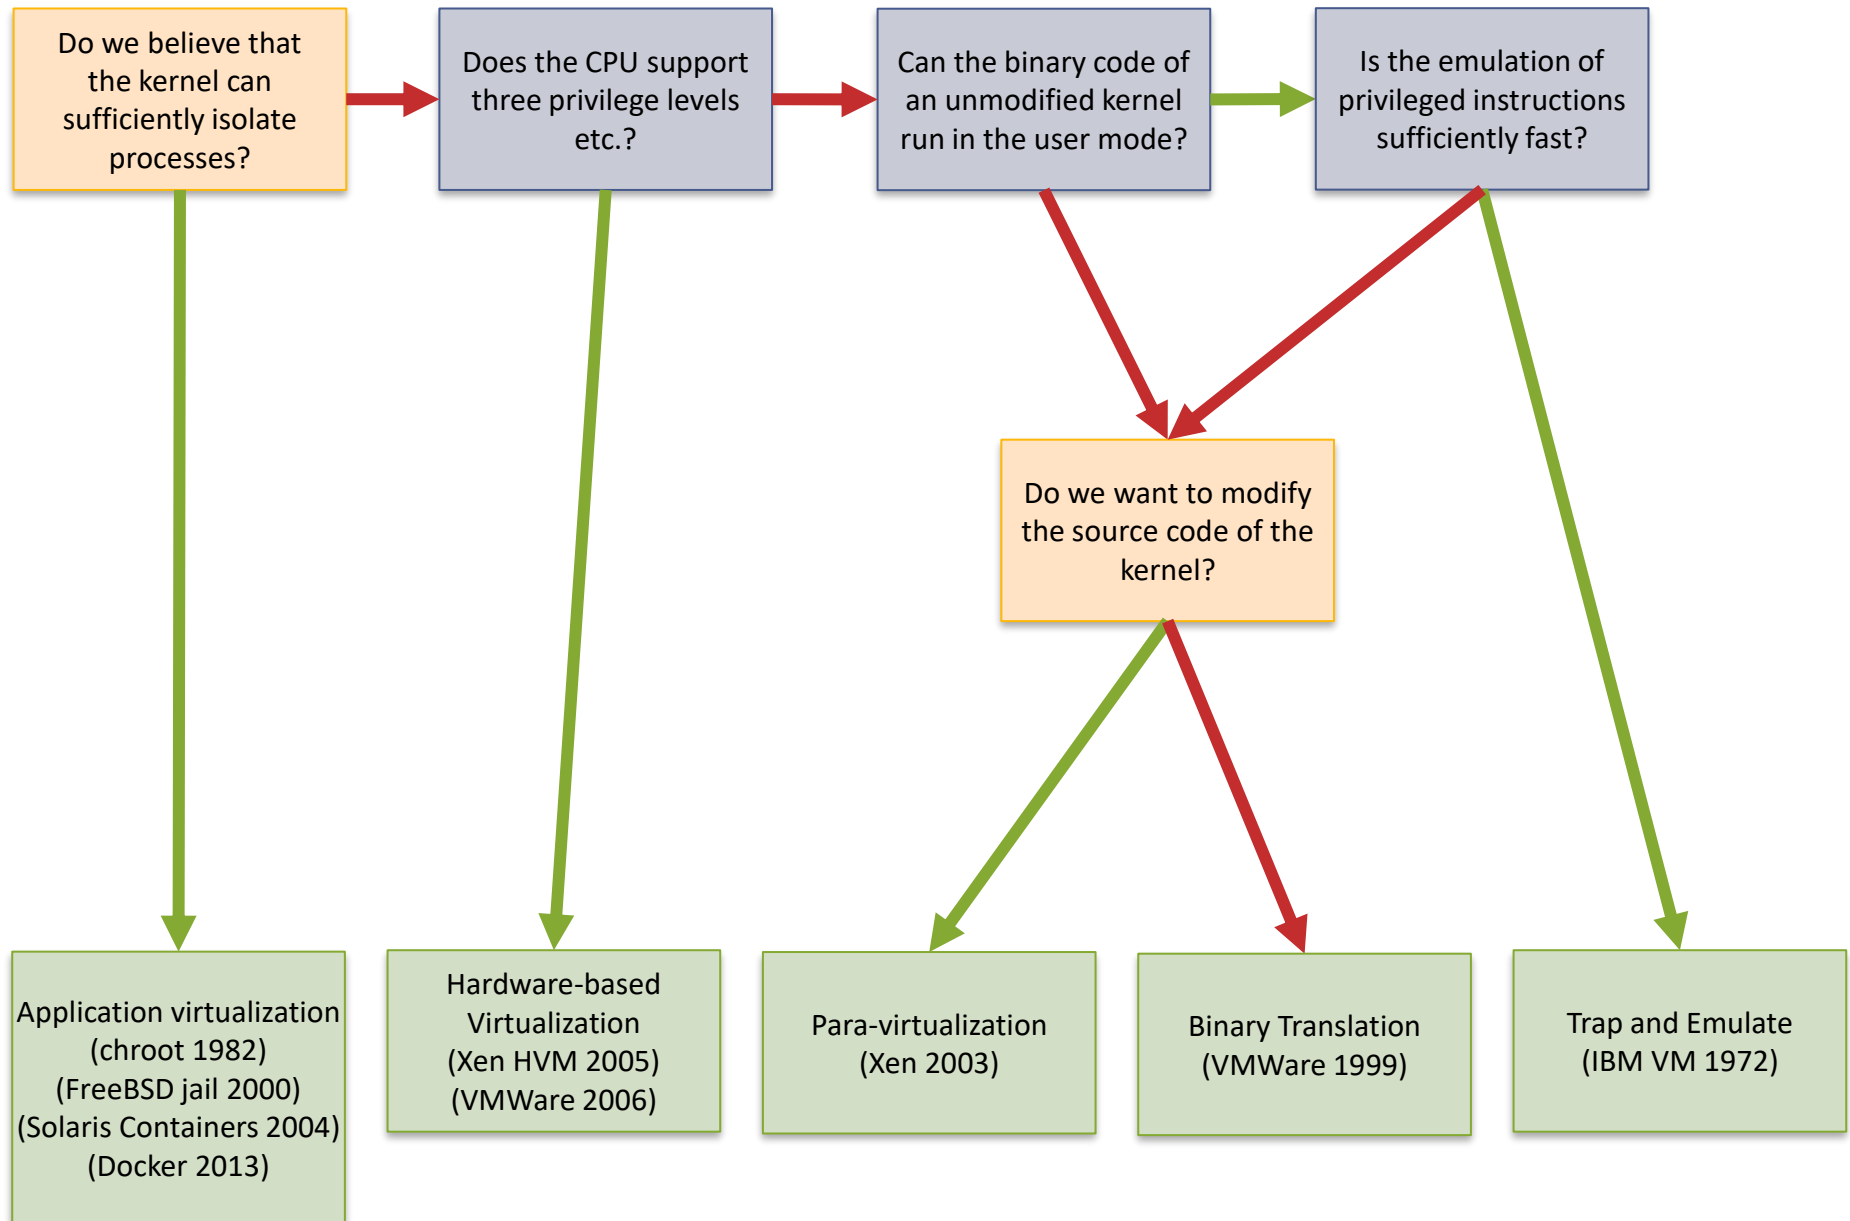 Do we believe that
the kernel can
sufficiently isolate
processes?
Does the CPU support
three privilege levels
etc.?
Can the binary code of
an unmodified kernel
run in the user mode?
Is the emulation of
privileged instructions
sufficiently fast?
Do we want to modify
the source code of the
kernel?
Application virtualization
(chroot 1982)
(FreeBSD jail 2000)
(Solaris Containers 2004)
(Docker 2013)
Hardware-based
Virtualization
(Xen HVM 2005)
(VMWare 2006)
Para-virtualization
(Xen 2003)
Binary Translation
(VMWare 1999)
Trap and Emulate
(IBM VM 1972)